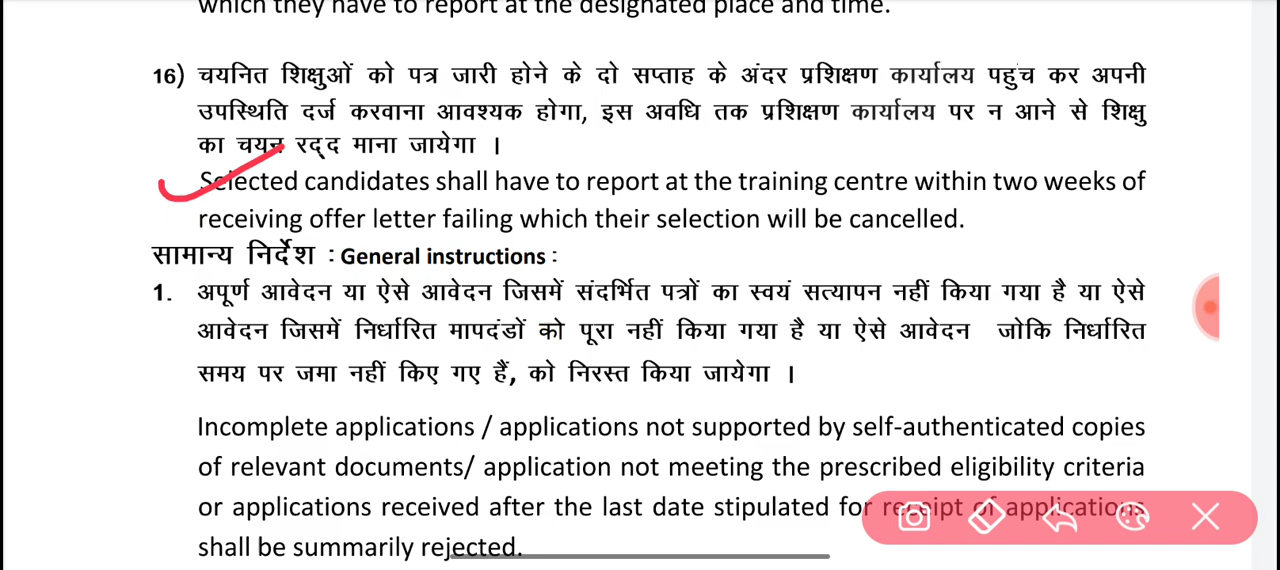 which they have to report at the designated place and time.
16) चयनित शिक्षुओं को पत्र जारी होने के दो सप्ताह के अंदर प्रशिक्षण कार्यालय पहुंच कर अपनी
उपस्थिति दर्ज करवाना आवश्यक होगा, इस अवधि तक प्रशिक्षण कार्यालय पर न आने से शिक्षु
का चयन रद्द माना जायेगा ।
Selected candidates shall have to report at the training centre within two weeks of
receiving offer letter failing which their selection will be cancelled.
सामान्य निर्देश : General instructions :
1. अपूर्ण आवेदन या ऐसे आवेदन जिसमें संदर्भित पत्रों का स्वयं सत्यापन नहीं किया गया है या ऐसे
आवेदन जिसमें निर्धारित मापदंडों को पूरा नहीं किया गया है या ऐसे आवेदन जोकि निर्धारित
समय पर जमा नहीं किए गए हैं, को निरस्त किया जायेगा ।
Incomplete applications / applications not supported by self-authenticated copies
of relevant documents/ application not meeting the prescribed eligibility criteria
or applications received after the last date stipulated for receipt of applications
shall be summarily rejected.